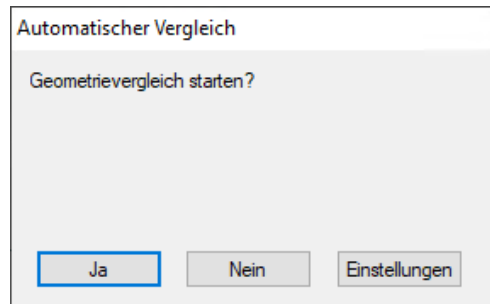 Automatischer Vergleich
Geometrievergleich starten?
Ja Nein Einstellungen